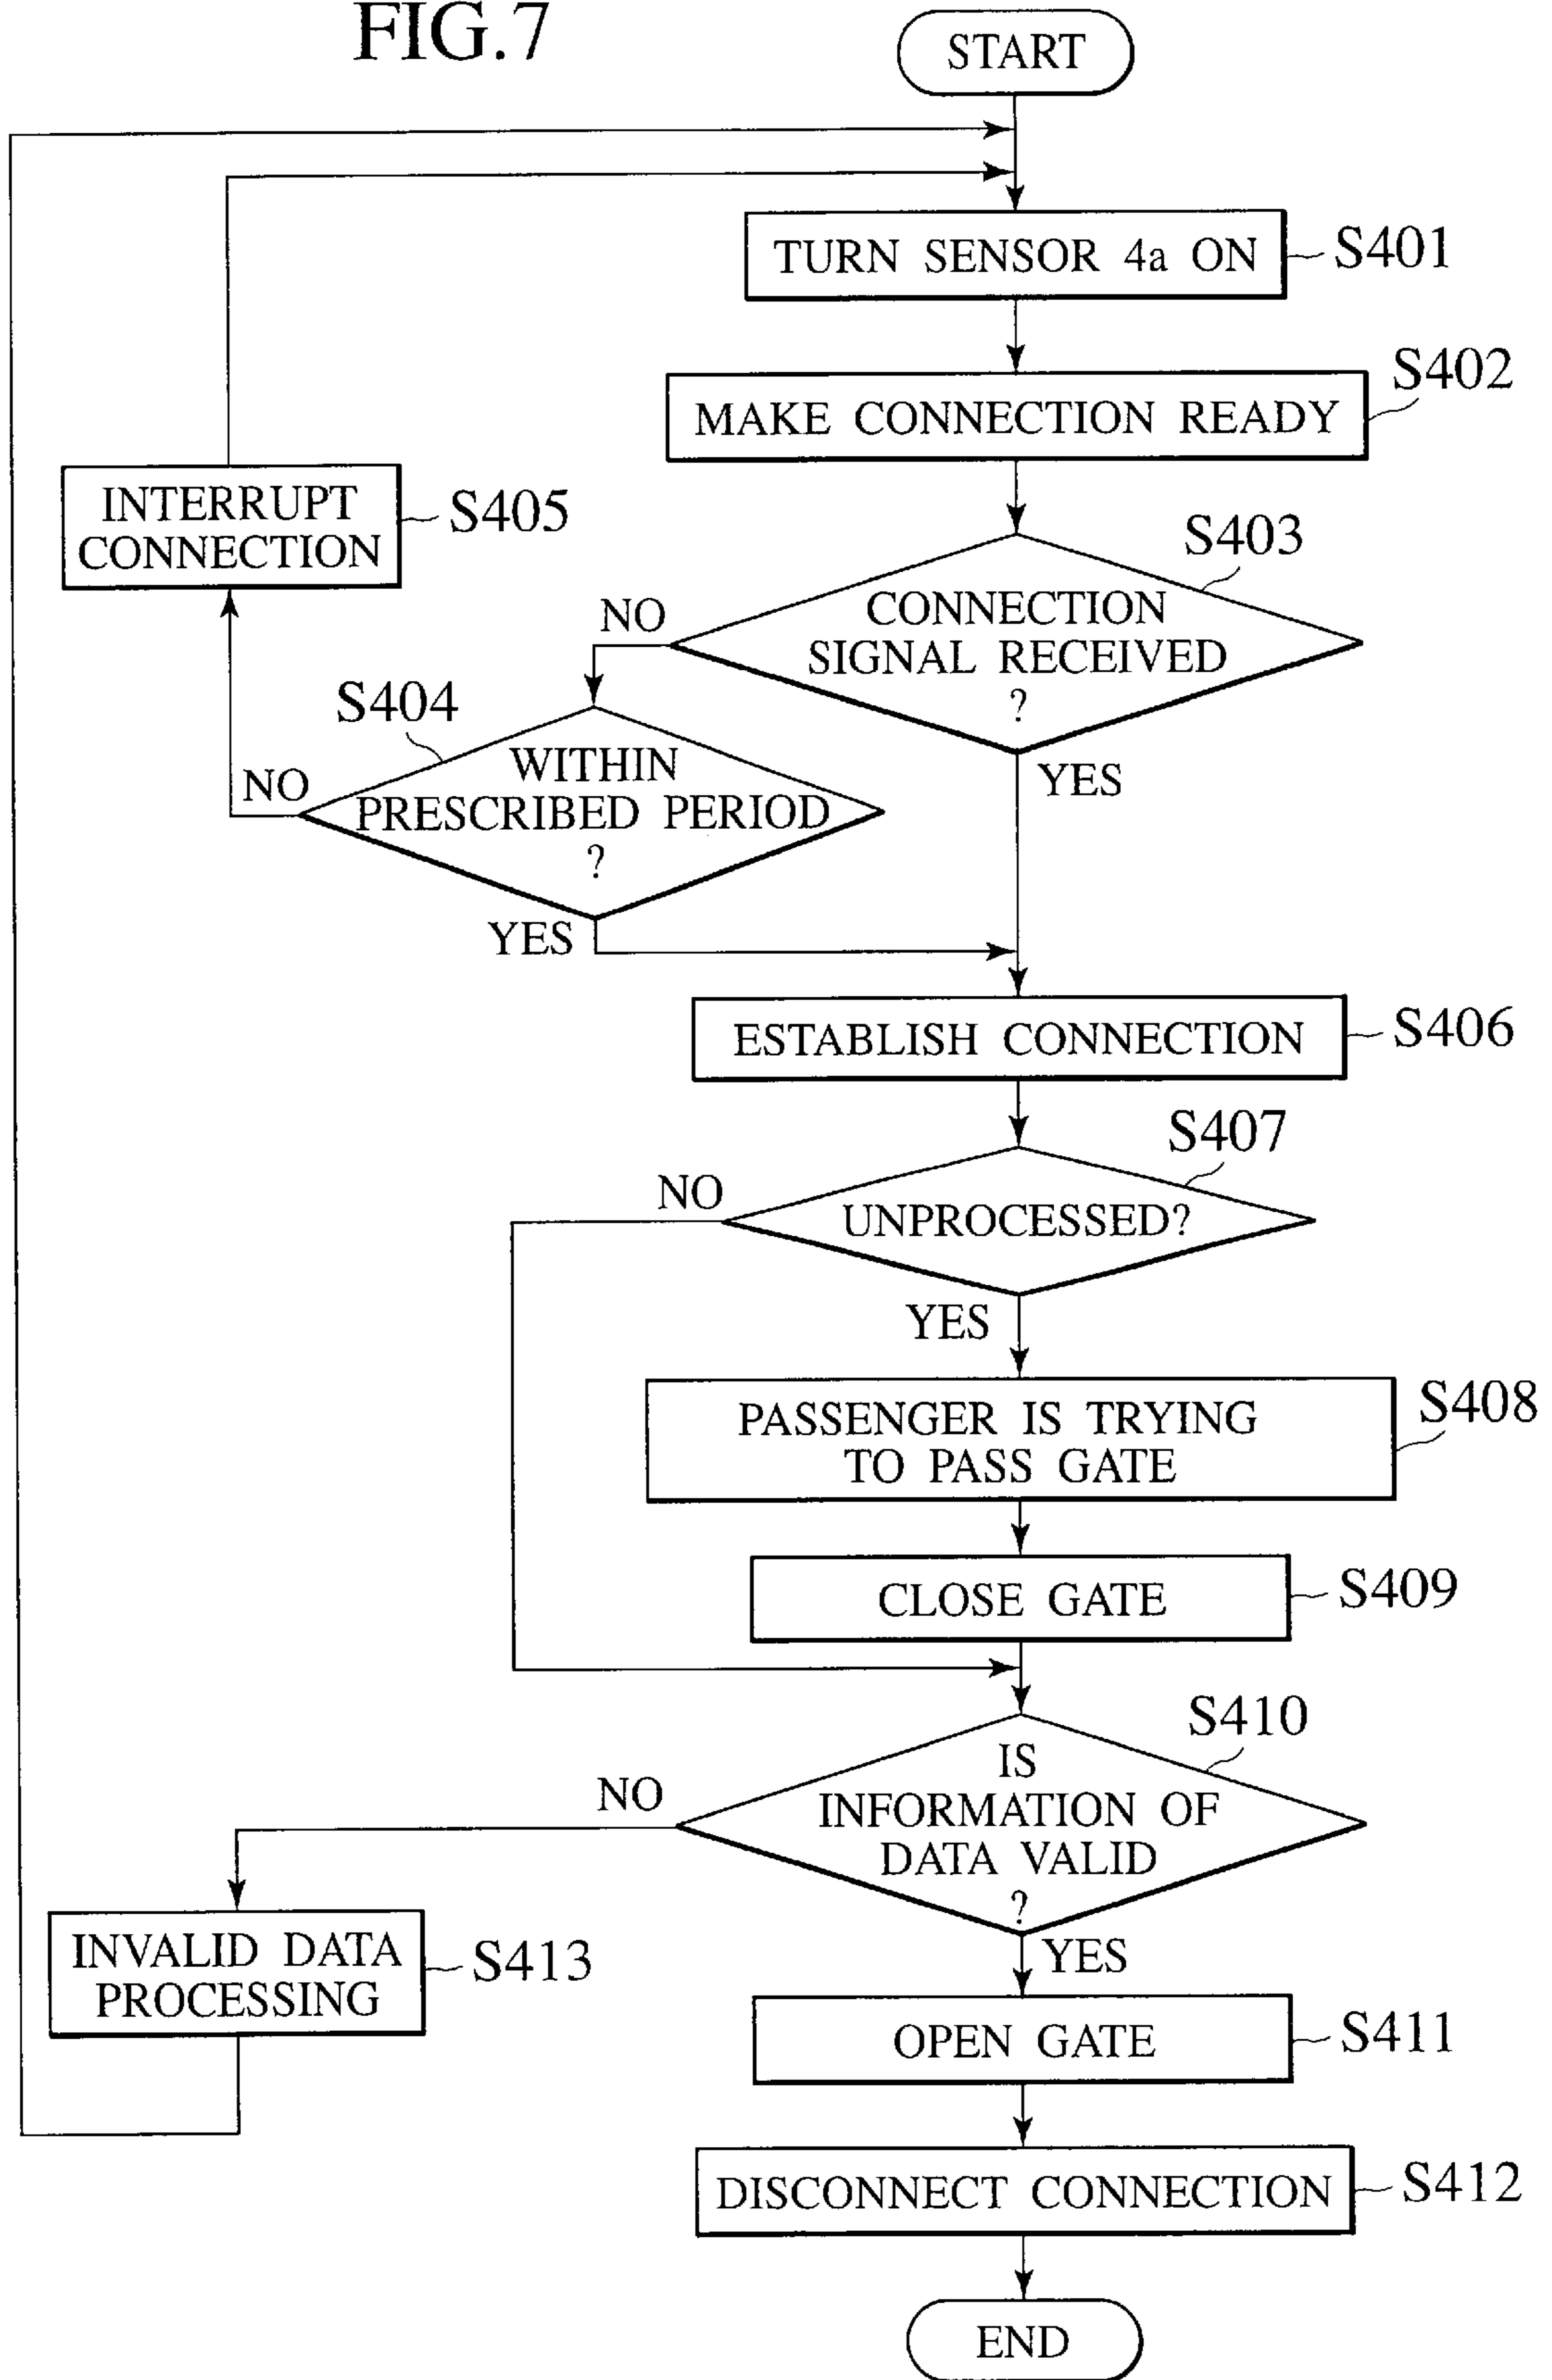 FIG.7
START
TURN SENSOR 4a ON
S401
MAKE CONNECTION READY
S402
INTERRUPT
CONNECTION
S405
S403
CONNECTION
SIGNAL RECEIVED
?
NO
YES
S404
WITHIN
PRESCRIBED PERIOD
?
NO
YES
ESTABLISH CONNECTION
S406
S407
UNPROCESSED?
NO
YES
PASSENGER IS TRYING
TO PASS GATE
S408
CLOSE GATE
S409
S410
IS
INFORMATION OF
DATA VALID
?
NO
YES
INVALID DATA
PROCESSING
S413
OPEN GATE
S411
DISCONNECT CONNECTION
S412
END